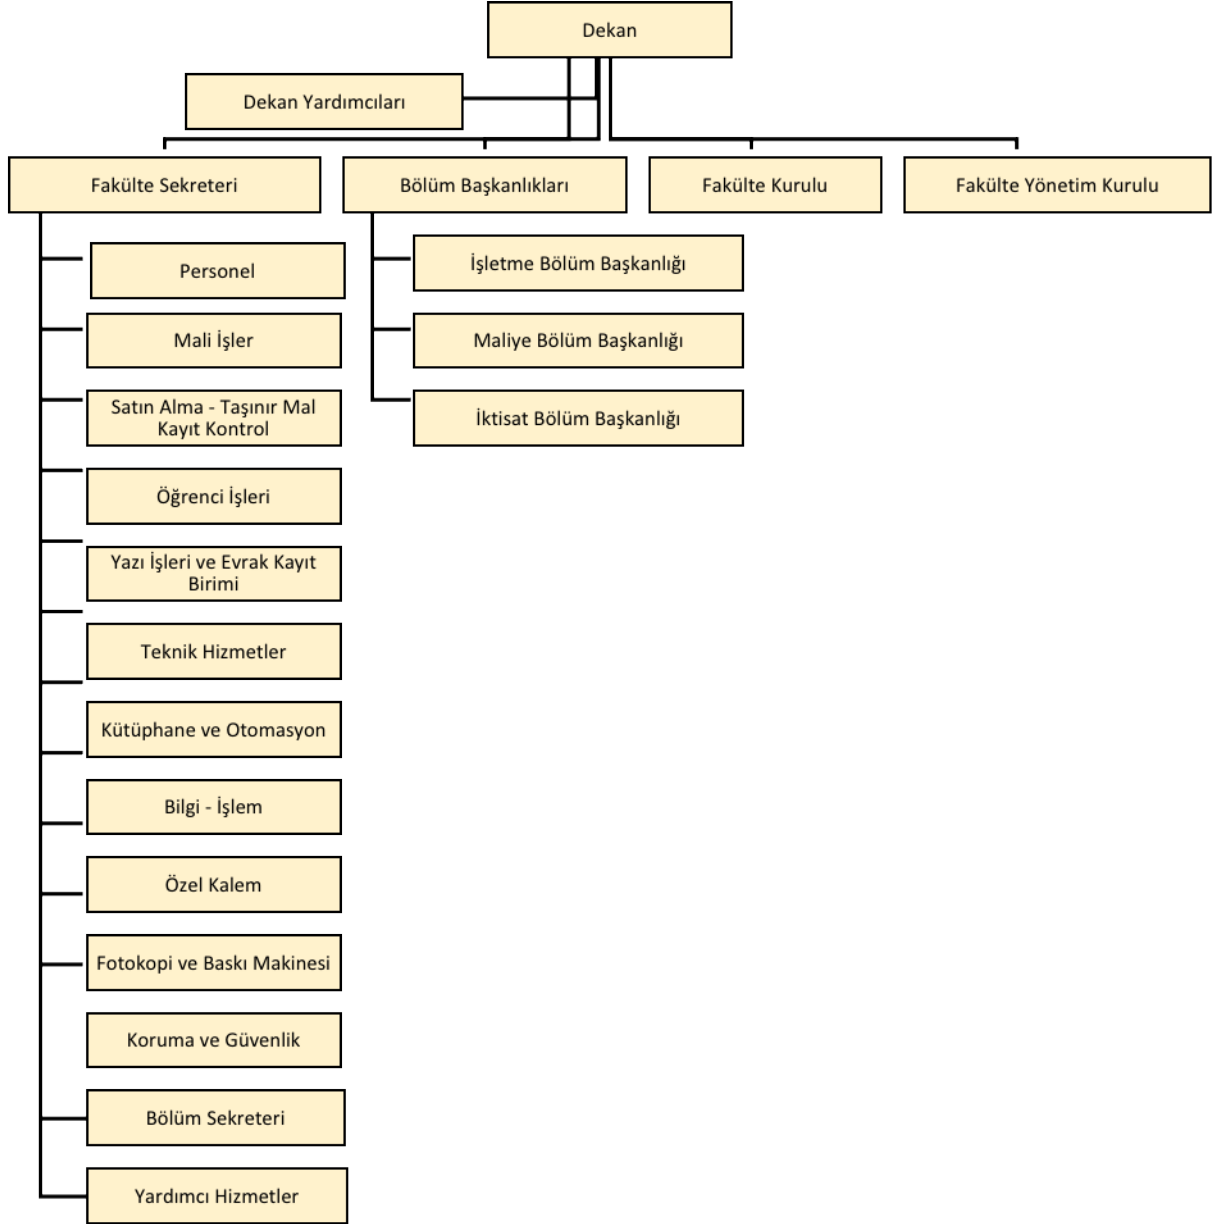 Dekan
Dekan Yardımcıları
Fakülte Sekreteri
Bölüm Başkanlıkları
Fakülte Kurulu
Fakülte Yönetim Kurulu
Personel
Mali İşler
Satın Alma - Taşınır Mal
Kayıt Kontrol
Öğrenci İşleri
Yazı İşleri ve Evrak Kayıt
Birimi
Teknik Hizmetler
Kütüphane ve Otomasyon
Bilgi - İşlem
Özel Kalem
Fotokopi ve Baskı Makinesi
Koruma ve Güvenlik
Bölüm Sekreteri
Yardımcı Hizmetler
İşletme Bölüm Başkanlığı
Maliye Bölüm Başkanlığı
İktisat Bölüm Başkanlığı